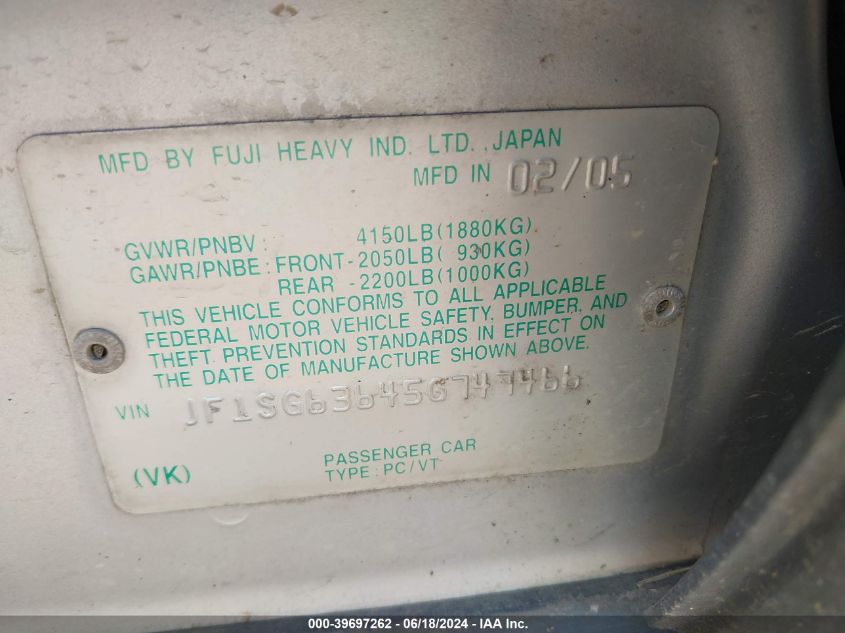 MFD BY FUJI HEAVY IND. LTD., JAPAN
MFD IN 02/05
GVWR/PNBV : 4150LB(1880KG)
GAWR/PNBE : FRONT-2050LB( 930KG)
REAR -2200LB(1000KG)
THIS VEHICLE CONFORMS TO ALL APPLICABLE
FEDERAL MOTOR VEHICLE SAFETY, BUMPER, AND
THEFT PREVENTION STANDARDS IN EFFECT ON
THE DATE OF MANUFACTURE SHOWN ABOVE.
VIN JF1SG63645G747466
(VK)
PASSENGER CAR
TYPE : PC/VT
000-39697262 - 06/18/2024 - IAA Inc.